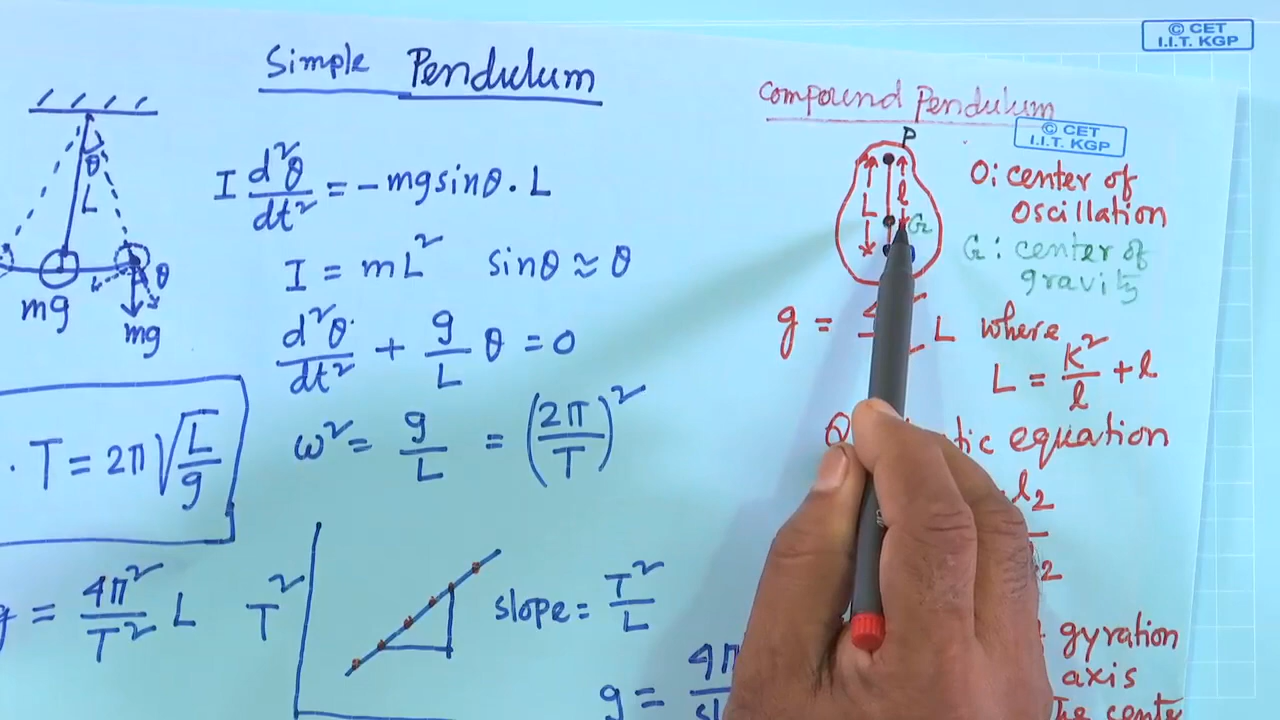 © CET
I.I.T. KGP
Simple Pendulum
θ
L
mg
mg
θ
I d²θ/dt² = -mg sinθ · L
I = mL² sinθ ≈ θ
d²θ/dt² + g/L θ = 0
ω² = g/L = (2π/T)²
· T = 2π√(L/g)
g = 4π²/T² L
T²
slope = T²/L
g = 4π
Compound Pendulum
© CET
I.I.T. KGP
P
L
l
G
O: center of
oscillation
G: center of
gravity
g = L where
L = K²/l + l
equation
l₂
2
gyration
axis